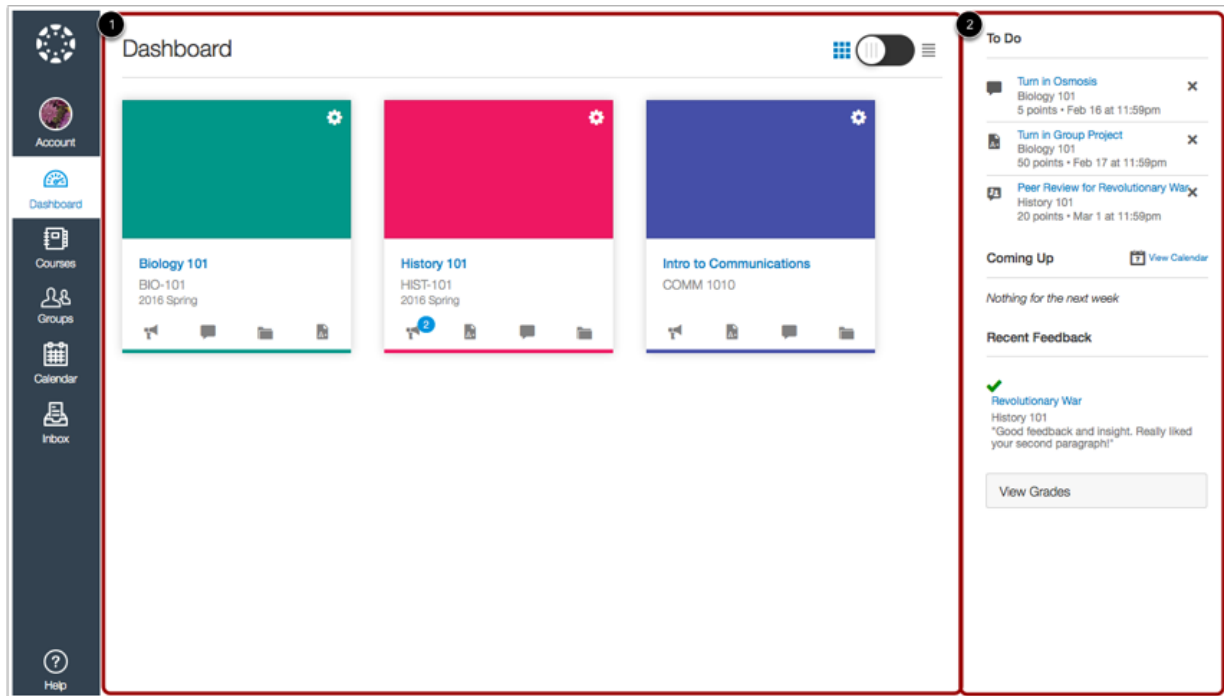 Account
Dashboard
Courses
Groups
Calendar
Inbox
Help
1
Dashboard
Biology 101
BIO-101
2016 Spring
History 101
HIST-101
2016 Spring
2
Intro to Communications
COMM 1010
2
To Do
Turn in Osmosis
Biology 101
5 points • Feb 16 at 11:59pm
Turn in Group Project
Biology 101
50 points • Feb 17 at 11:59pm
Peer Review for Revolutionary War
History 101
20 points • Mar 1 at 11:59pm
Coming Up
View Calendar
Nothing for the next week
Recent Feedback
Revolutionary War
History 101
"Good feedback and insight. Really liked
your second paragraph!"
View Grades